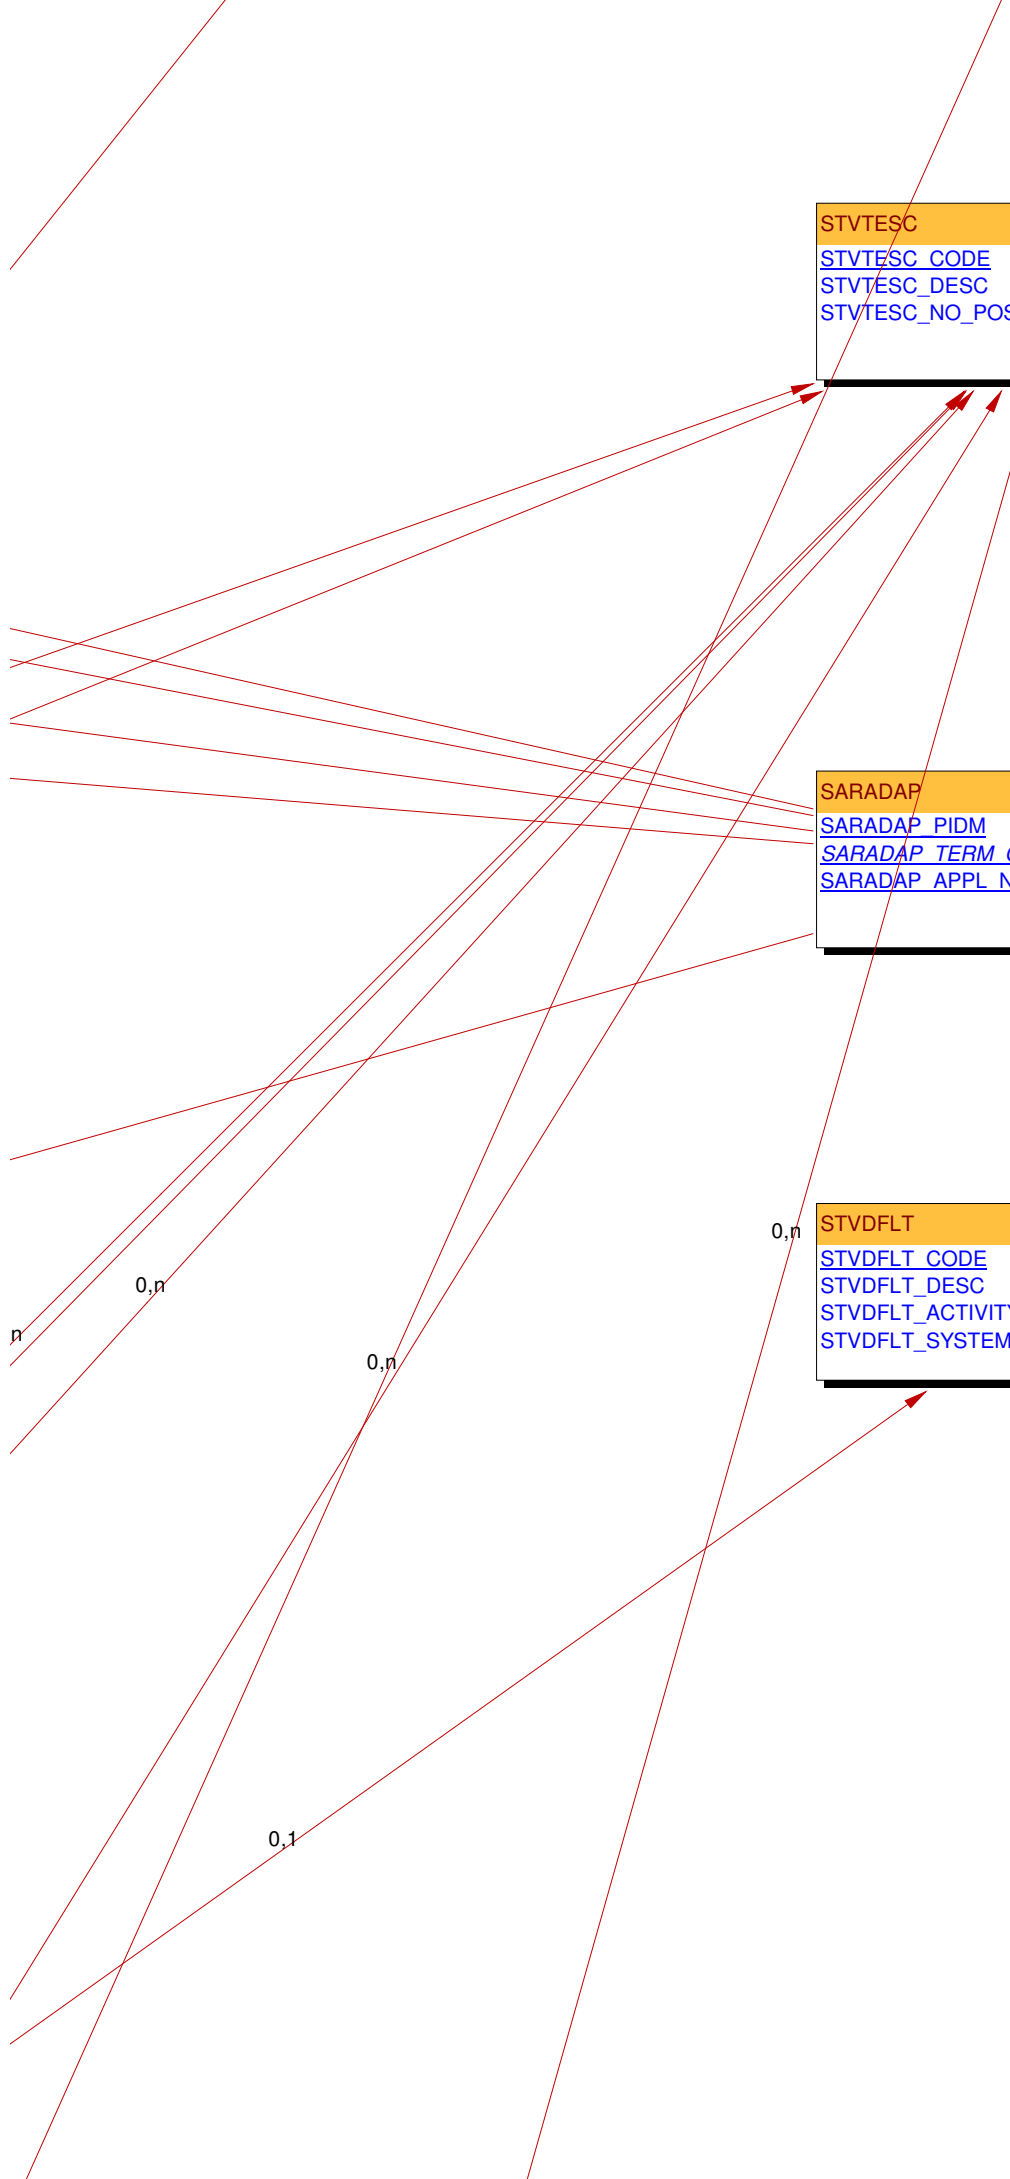 STVTESC
STVTESC_CODE
STVTESC_DESC
STVTESC_NO_POS
SARADAP
SARADAP_PIDM
SARADAP_TERM_
SARADAP_APPL_N
0,n
STVDFLT
STVDFLT_CODE
STVDFLT_DESC
STVDFLT_ACTIVITY
STVDFLT_SYSTEM
0,n
n
0,n
0,1